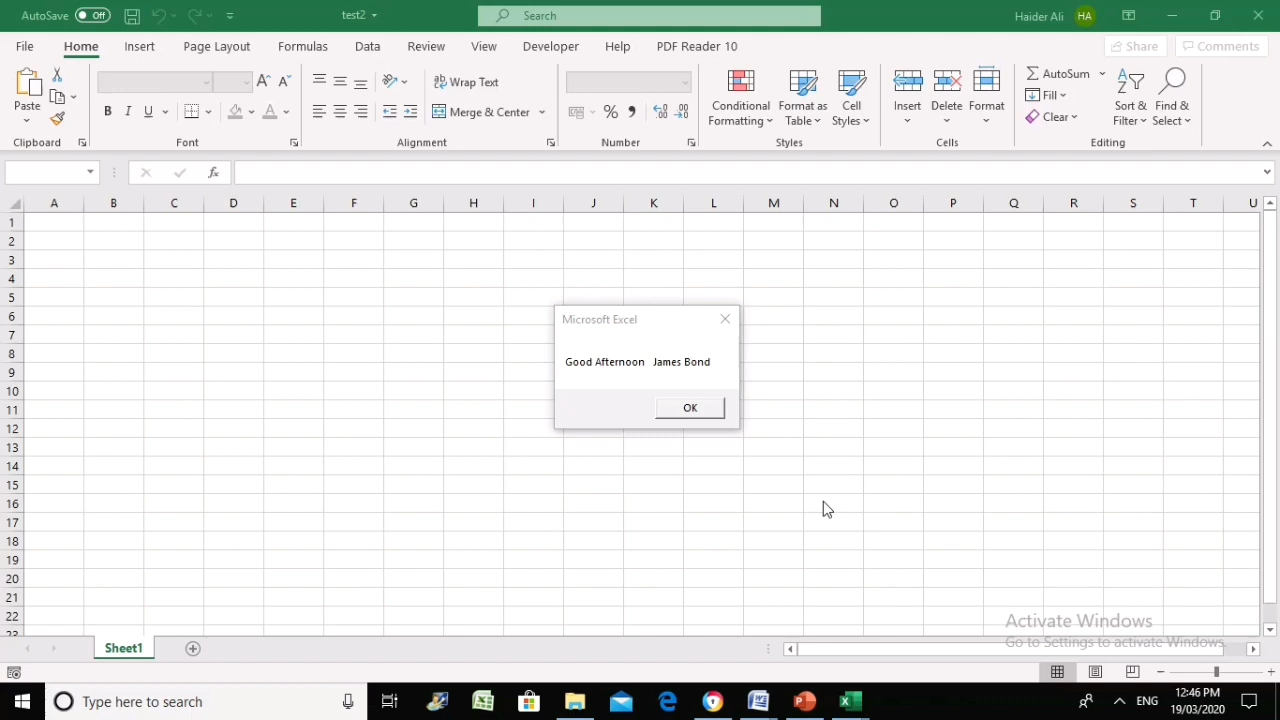 AutoSave Off test2 Search Haider Ali HA
File Home Insert Page Layout Formulas Data Review View Developer Help PDF Reader 10 Share Comments
Paste
Clipboard
B I U
Font
Wrap Text
Merge & Center
Alignment
% ,
Number
Conditional Formatting
Format as Table
Cell Styles
Styles
Insert Delete Format
Cells
AutoSum
Fill
Clear
Sort & Filter
Find & Select
Editing
fx
A B C D E F G H I J K L M N O P Q R S T U
1
2
3
4
5
6
7
8
9
10
11
12
13
14
15
16
17
18
19
20
21
22
23
Microsoft Excel
Good Afternoon James Bond
OK
Activate Windows
Go to Settings to activate Windows.
Sheet1
Type here to search
ENG
12:46 PM
19/03/2020